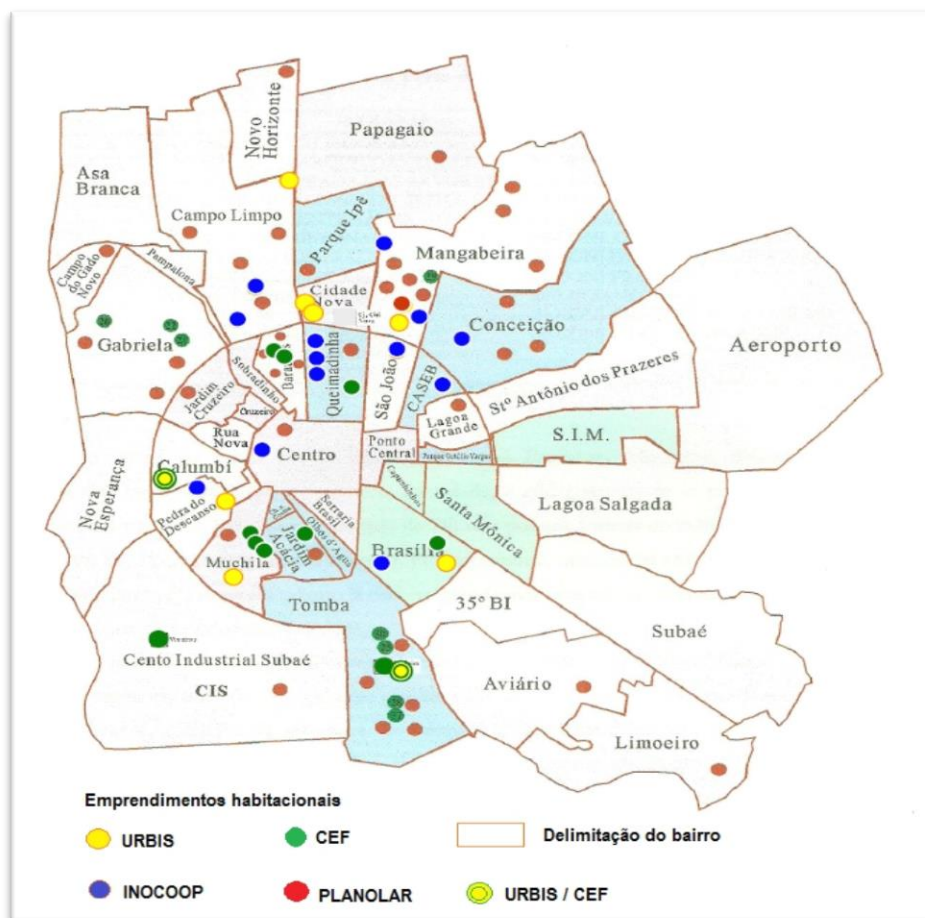 Novo
Horizonte
Papagaio
Asa
Branca
Campo Limpo
Parque Ipê
Mangabeira
Campo
do Gado
Novo
Pampalona
Cidade
Nova
Conceição
Aeroporto
Gabriela
Sobradinho
Queimadinha
São João
CASEB
Stº Antônio dos Prazeres
Jardim
Cruzeiro
Cruzeiro
Lagoa
Grande
Rua
Nova
Centro
Ponto
Central
S.I.M.
Calumbí
Nova
Esperança
Pedra do
Descanso
Serraria
Brasil
Capuchinhos
Santa Mônica
Lagoa Salgada
Olhos d'Água
Jardim
Acácia
Brasília
Muchila
Tomba
35º BI
Subaé
Cento Industrial Subaé
CIS
Aviário
Limoeiro
Emprendimentos habitacionais
URBIS
CEF
Delimitação do bairro
INOCOOP
PLANOLAR
URBIS / CEF